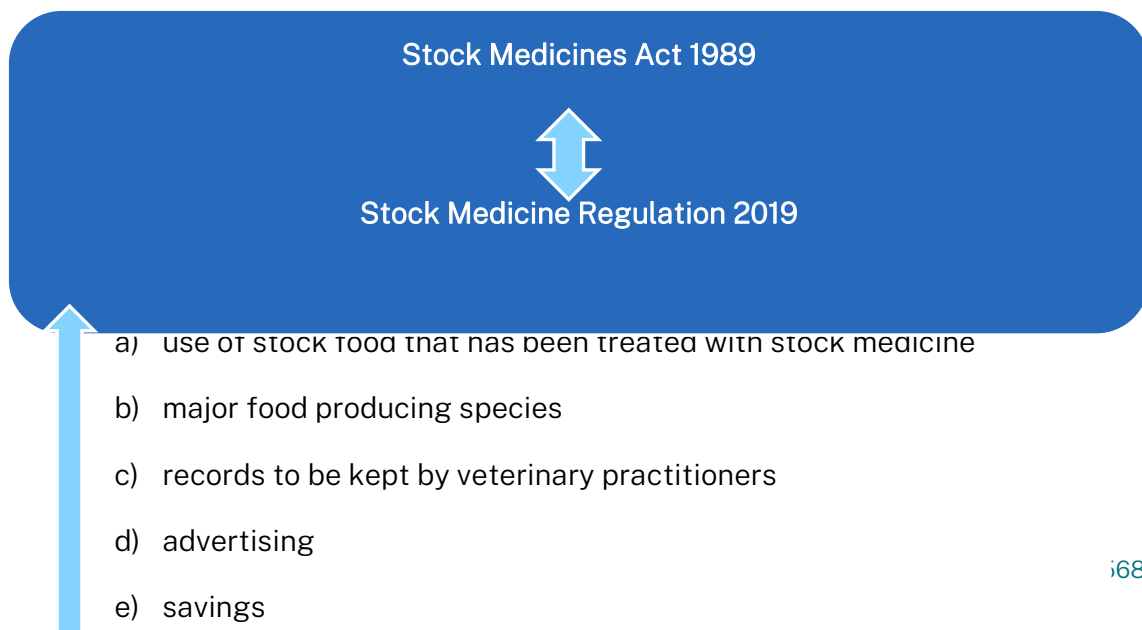 Stock Medicines Act 1989
Stock Medicine Regulation 2019
a) use of stock food that has been treated with stock medicine
b) major food producing species
c) records to be kept by veterinary practitioners
d) advertising
568
e) savings